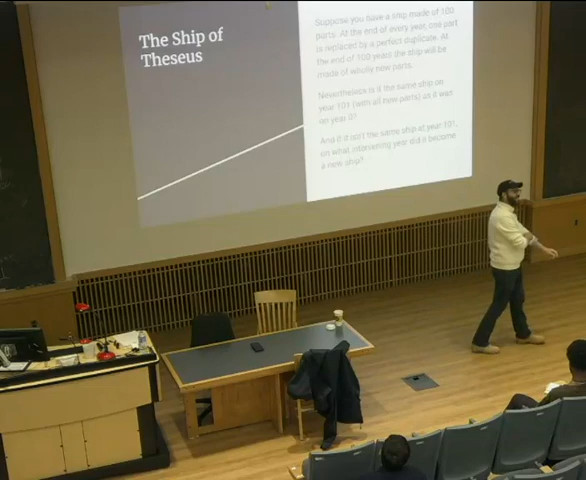 The Ship of
Theseus
Suppose you have a ship made of 100
parts. At the end of every year, one part
is replaced by a perfect duplicate. At
the end of 100 years the ship will be
made of whole new parts.
Nevertheless is it the same ship on
year 101 (with all new parts) as it was
on year 0?
And if it isn't the same ship at year 101,
on what intervening year did it become
a new ship?